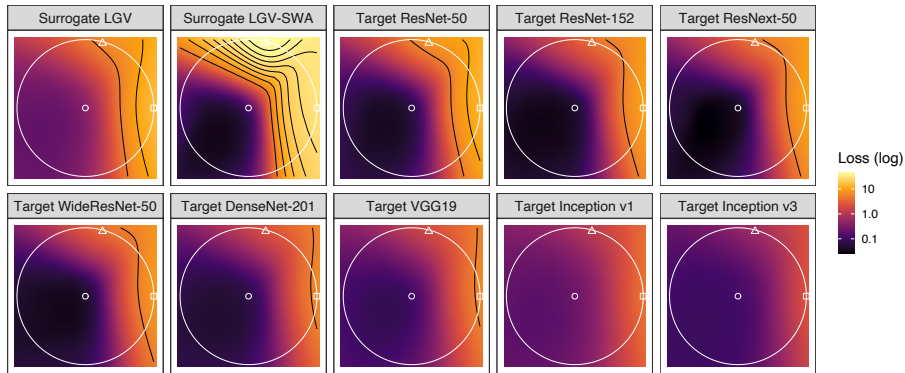 Surrogate LGV
Surrogate LGV-SWA
Target ResNet-50
Target ResNet-152
Target ResNext-50
Target WideResNet-50
Target DenseNet-201
Target VGG19
Target Inception v1
Target Inception v3
Loss (log)
10
1.0
0.1